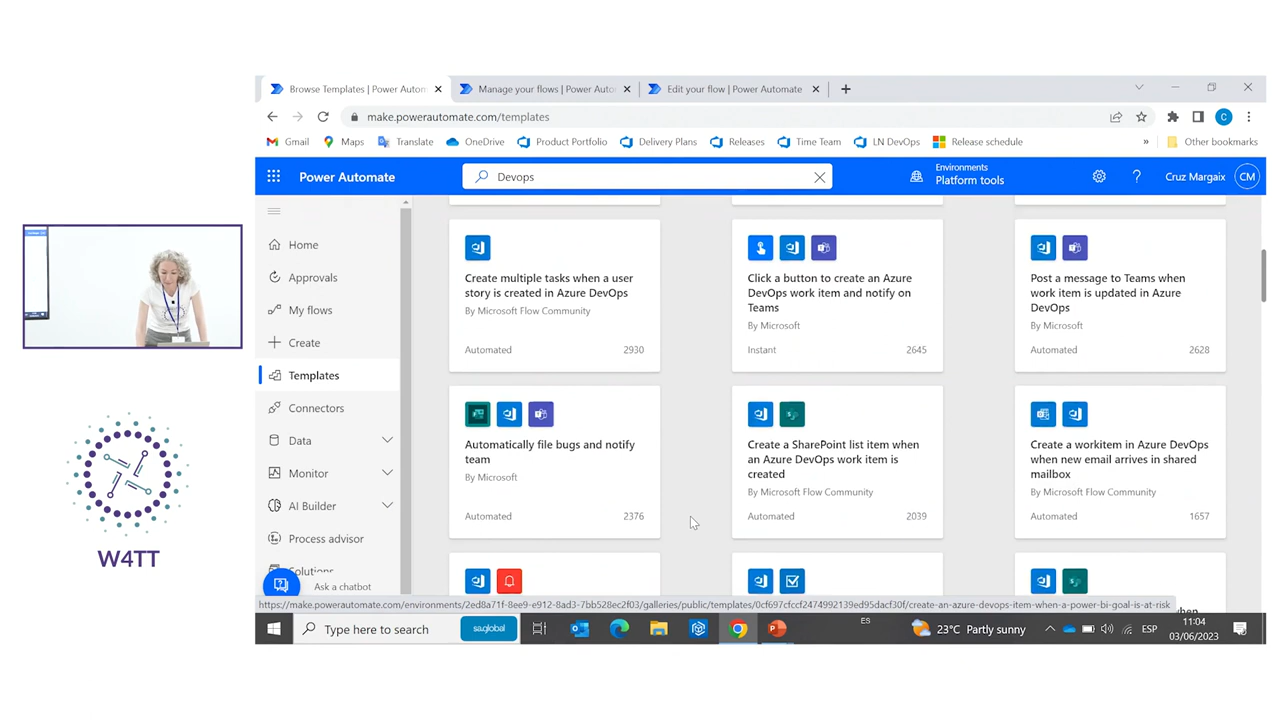 Browse Templates | Power Autom
Manage your flows | Power Auto
Edit your flow | Power Automate
make.powerautomate.com/templates
C
Gmail
Maps
Translate
OneDrive
Product Portfolio
Delivery Plans
Releases
Time Team
LN DevOps
Release schedule
»
Other bookmarks
Power Automate
Devops
Environments
Platform tools
?
Cruz Margaix
CM
Home
Approvals
My flows
Create
Templates
Connectors
Data
Monitor
AI Builder
Process advisor
Solutions
Ask a chatbot
Create multiple tasks when a user
story is created in Azure DevOps
By Microsoft Flow Community
Automated 2930
Click a button to create an Azure
DevOps work item and notify on
Teams
By Microsoft
Instant 2645
Post a message to Teams when
work item is updated in Azure
DevOps
By Microsoft
Automated 2628
Automatically file bugs and notify
team
By Microsoft
Automated 2376
Create a SharePoint list item when
an Azure DevOps work item is
created
By Microsoft Flow Community
Automated 2039
Create a workitem in Azure DevOps
when new email arrives in shared
mailbox
By Microsoft Flow Community
Automated 1657
when
https://make.powerautomate.com/environments/2ed8a71f-8ee9-e912-8ad3-7bb528ec2f03/galleries/public/templates/0cf697cfccf2474992139ed95dacf30f/create-an-azure-devops-item-when-a-power-bi-goal-is-at-risk
Type here to search
sa.global
ES
23°C Partly sunny
ESP
11:04
03/06/2023
W4TT